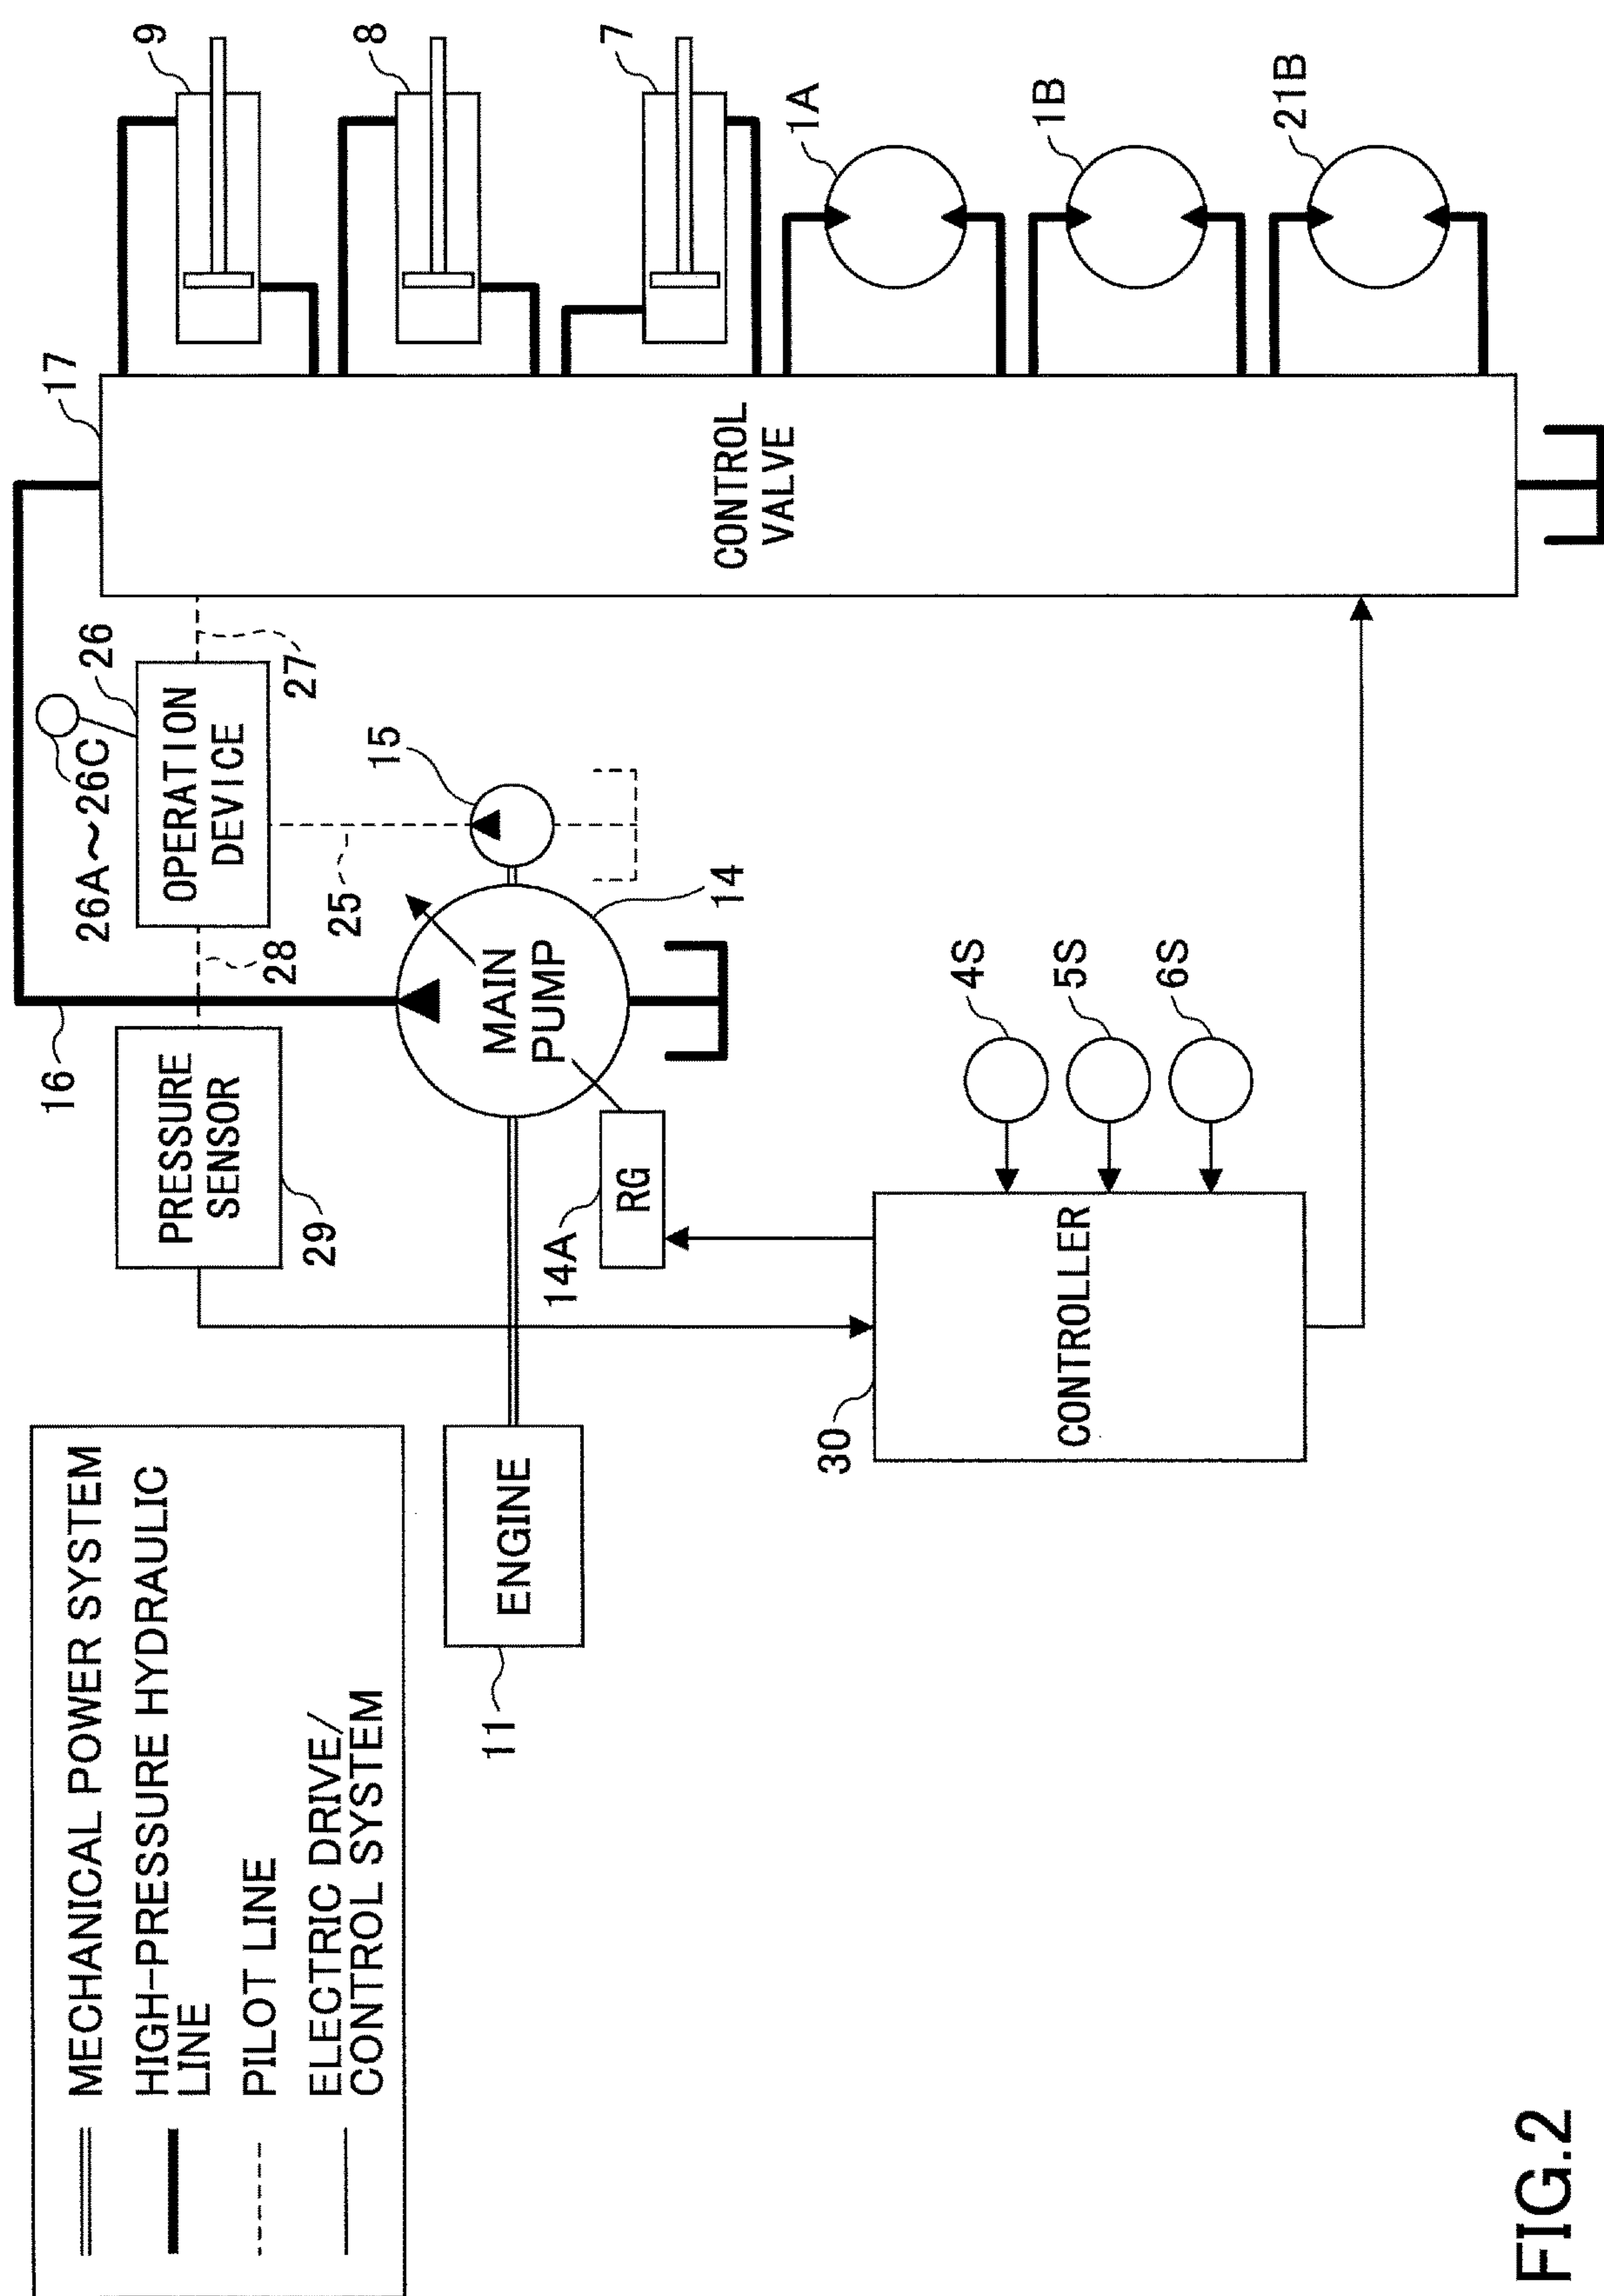 MECHANICAL POWER SYSTEM
HIGH-PRESSURE HYDRAULIC
LINE
PILOT LINE
ELECTRIC DRIVE/
CONTROL SYSTEM
16
26A~26C
26
17
9
8
7
PRESSURE
SENSOR
29
28
OPERATION
DEVICE
27
25
15
11
ENGINE
MAIN
PUMP
14
14A
RG
CONTROL
VALVE
1A
1B
21B
30
CONTROLLER
4S
5S
6S
FIG.2